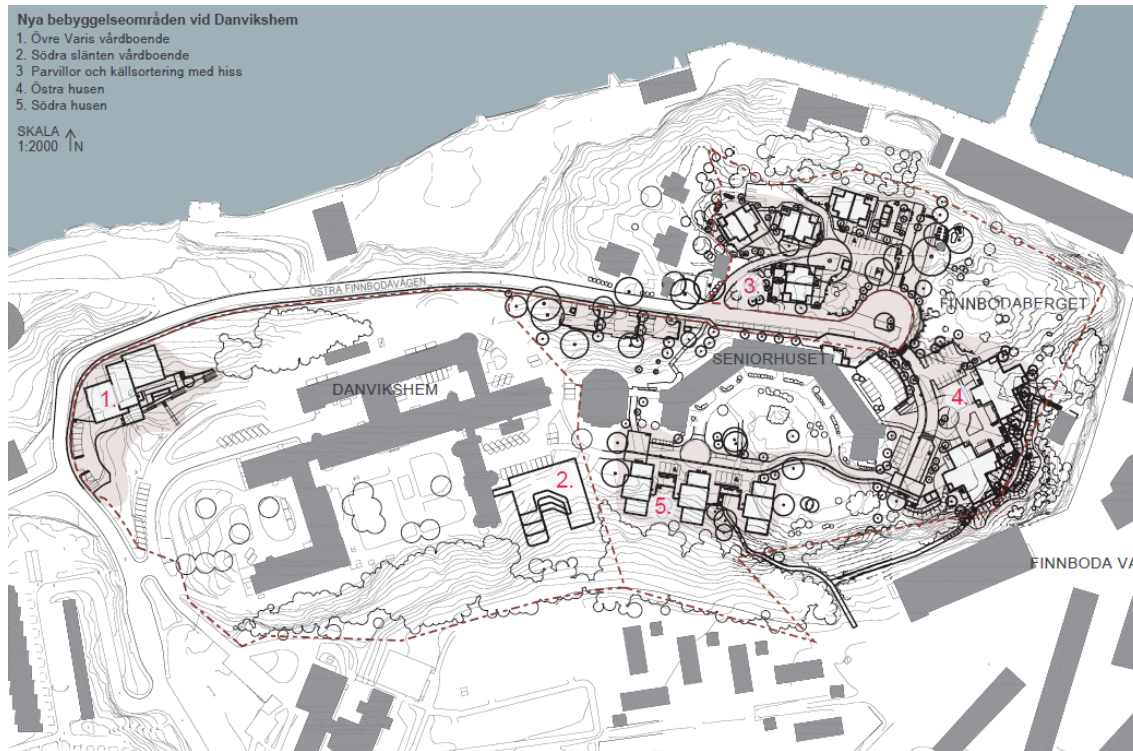 Nya bebyggelseområden vid Danvikshem
1. Övre Varis vårdboende
2. Södra slänten vårdboende
3 Parvillor och källsortering med hiss
4. Östra husen
5. Södra husen
SKALA
1:2000 N
ÖSTRA FINNBODAVÄGEN
3.
FINNBODABERGET
SENIORHUSET
DANVIKSHEM
1.
4.
2.
5.
FINNBODA VA